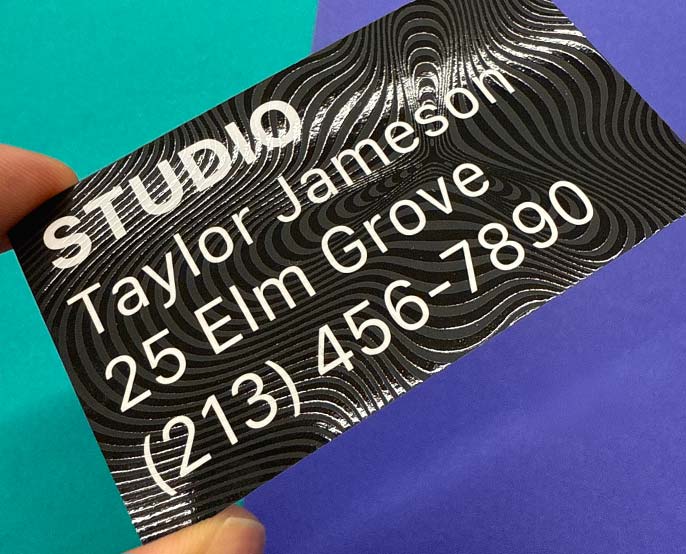 STUDIO
Taylor Jameson
25 Elm Grove
(213) 456-7890